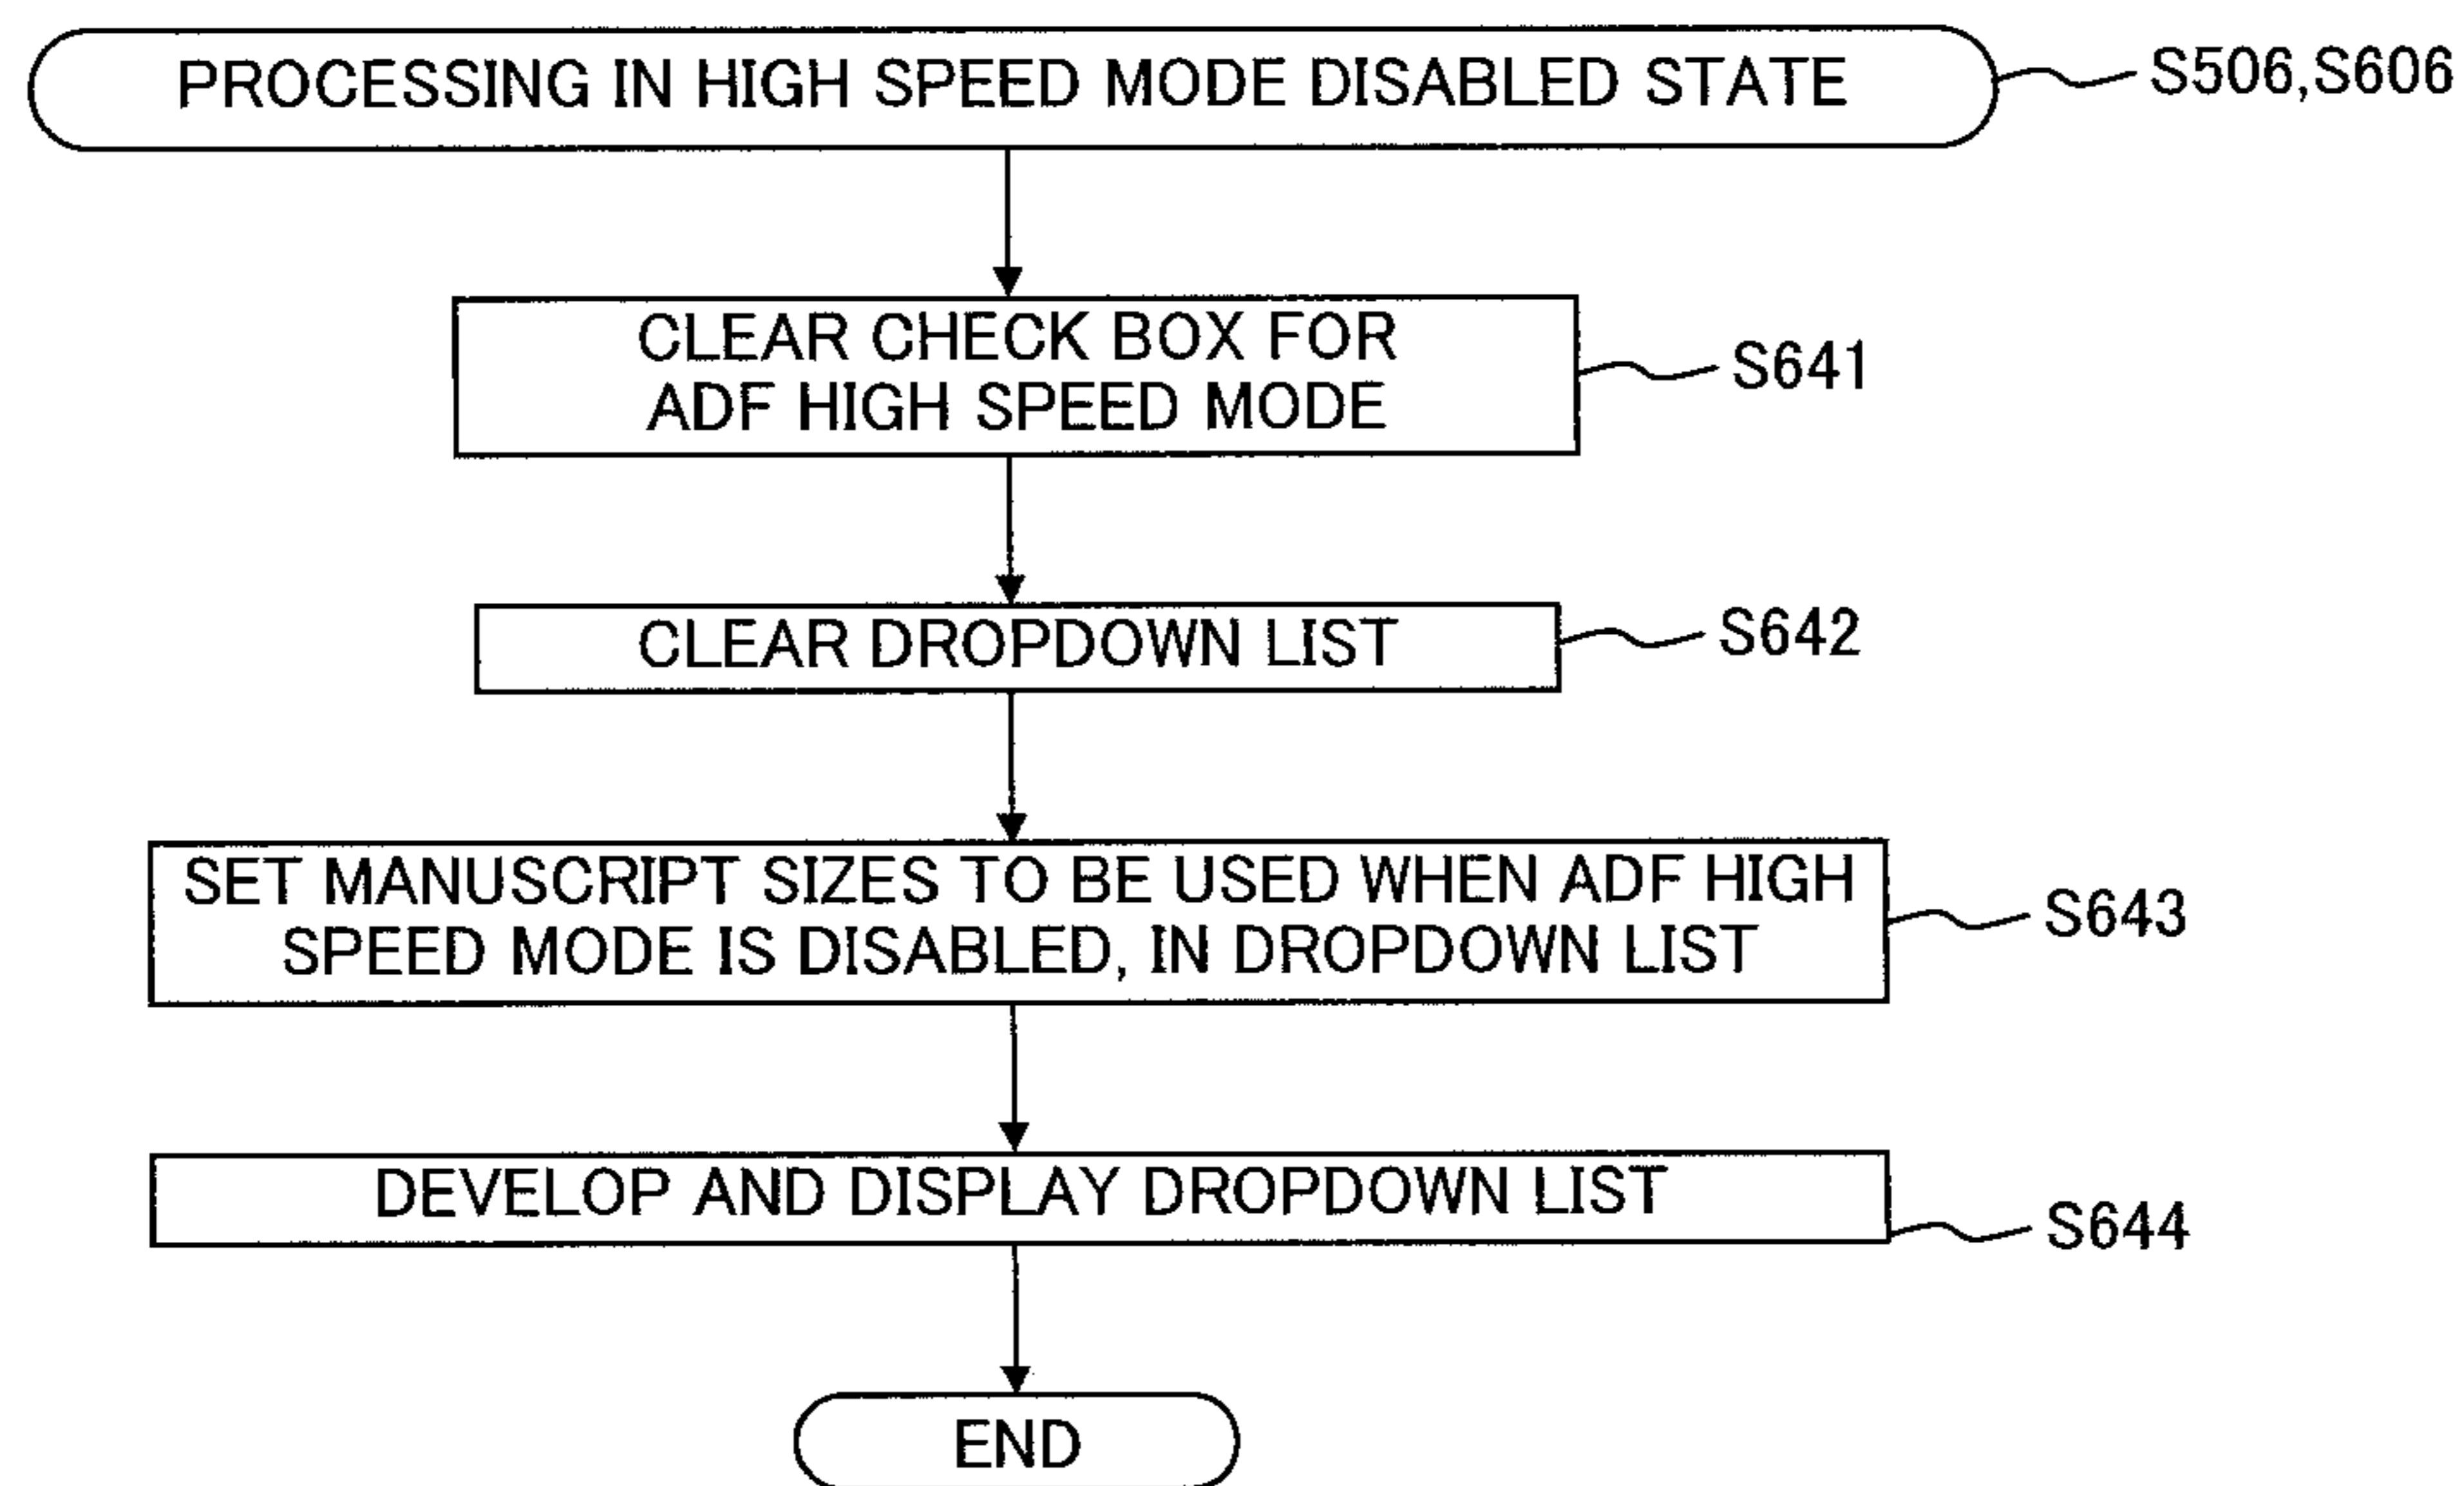 PROCESSING IN HIGH SPEED MODE DISABLED STATE
S506,S606
CLEAR CHECK BOX FOR
ADF HIGH SPEED MODE
S641
CLEAR DROPDOWN LIST
S642
SET MANUSCRIPT SIZES TO BE USED WHEN ADF HIGH
SPEED MODE IS DISABLED, IN DROPDOWN LIST
S643
DEVELOP AND DISPLAY DROPDOWN LIST
S644
END